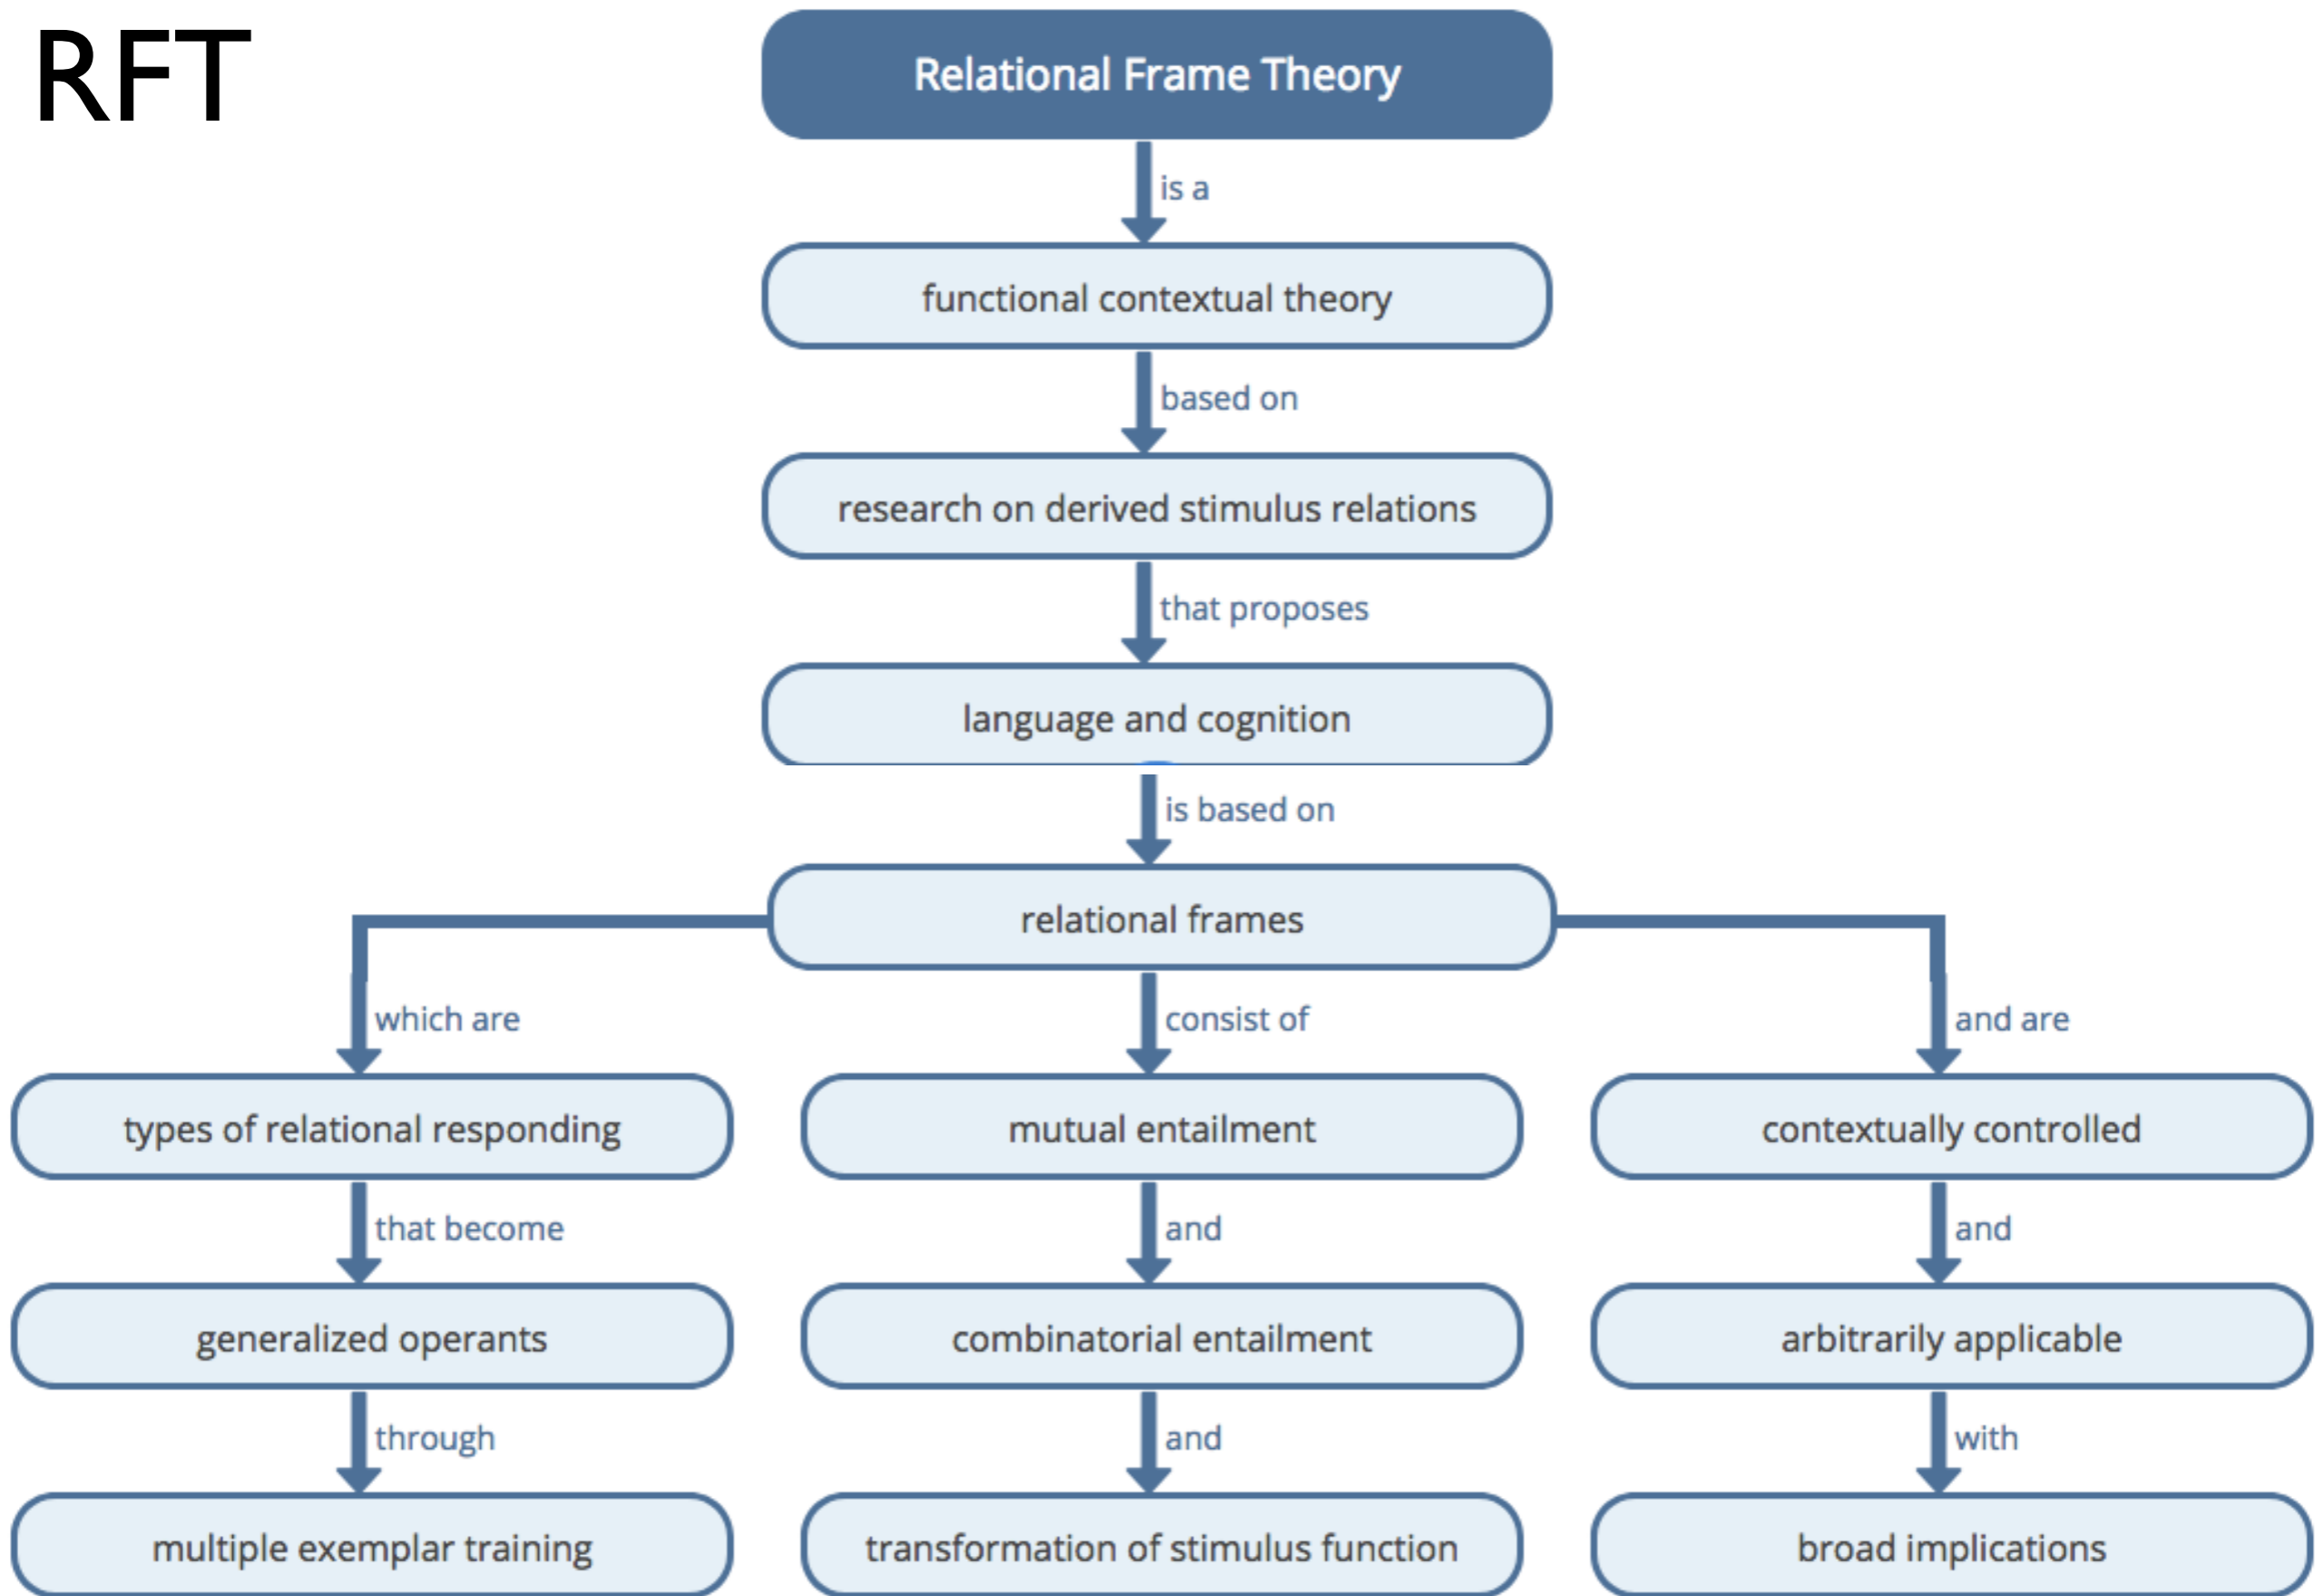 RFT
Relational Frame Theory
is a
functional contextual theory
based on
research on derived stimulus relations
that proposes
language and cognition
is based on
relational frames
which are
consist of
and are
types of relational responding
mutual entailment
contextually controlled
that become
and
and
generalized operants
combinatorial entailment
arbitrarily applicable
through
and
with
multiple exemplar training
transformation of stimulus function
broad implications